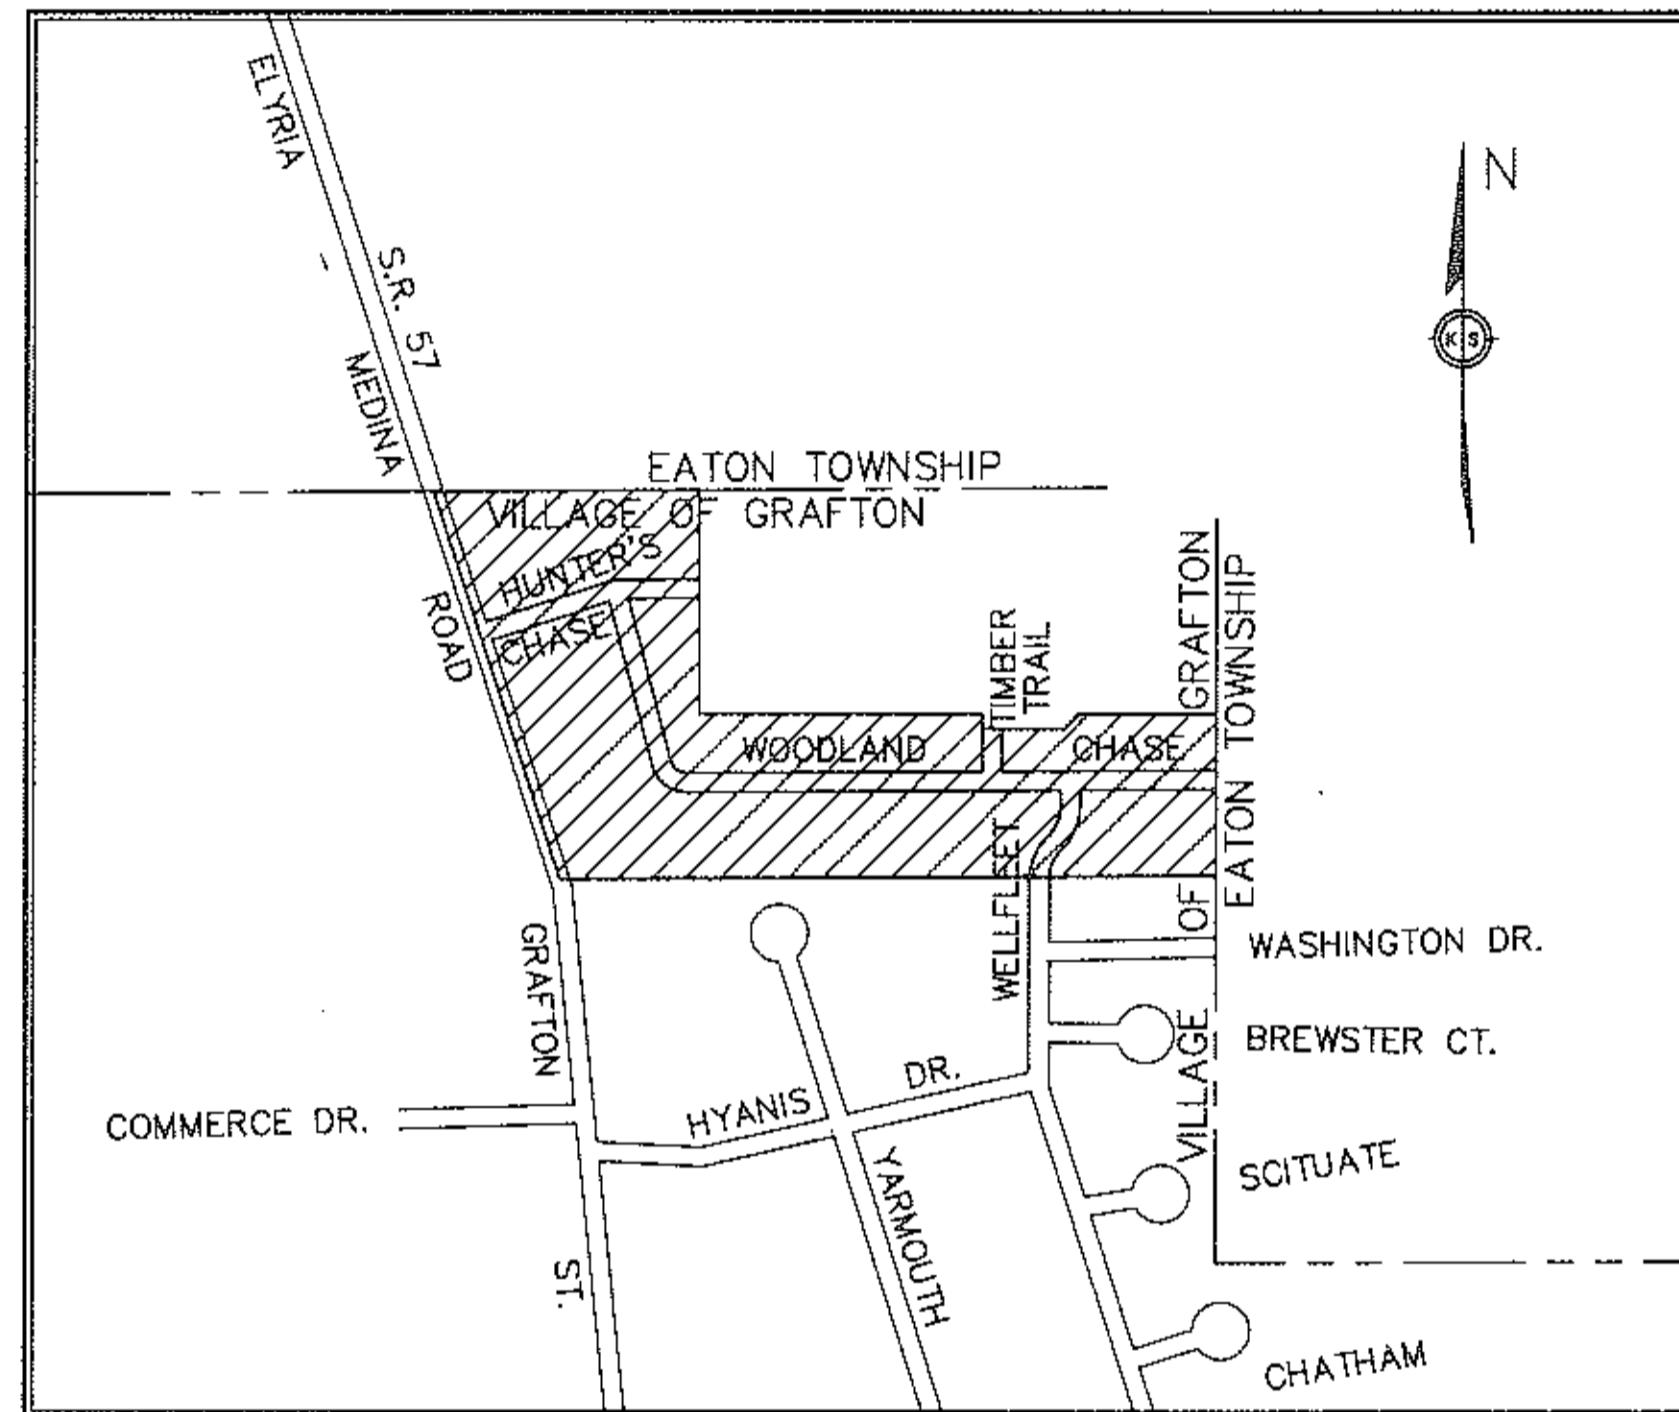 ELYRIA
S.R. 57
N
K S
MEDINA
EATON TOWNSHIP
VILLAGE OF GRAFTON
HUNTER'S
CHASE
ROAD
TIMBER
TRAIL
WOODLAND
CHASE
VILLAGE OF GRAFTON
EATON TOWNSHIP
WELLFLEET
GRAFTON
WASHINGTON DR.
BREWSTER CT.
HYANIS DR.
COMMERCE DR.
YARMOUTH
SCITUATE
ST.
CHATHAM